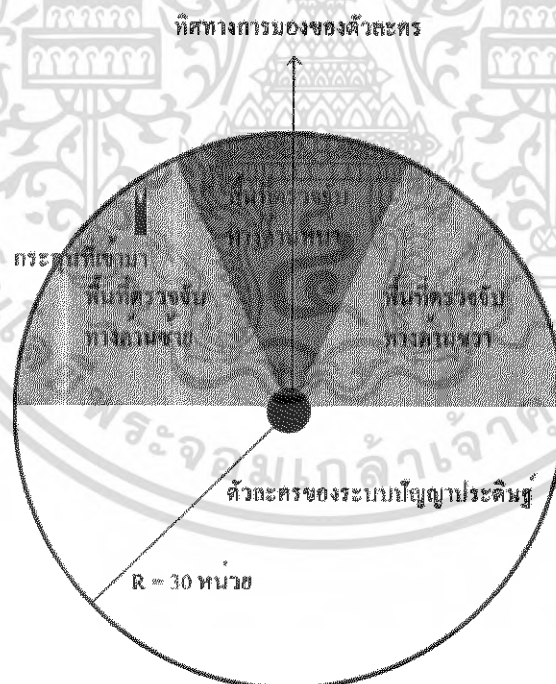 ทิศทางการมองของตัวละคร
พื้นที่ตรวจจับ
ทางด้านหน้า
กระสุนที่เข้ามา
พื้นที่ตรวจจับ
ทางด้านซ้าย
พื้นที่ตรวจจับ
ทางด้านขวา
ตัวละครของระบบปัญญาประดิษฐ์
R = 30 หน่วย